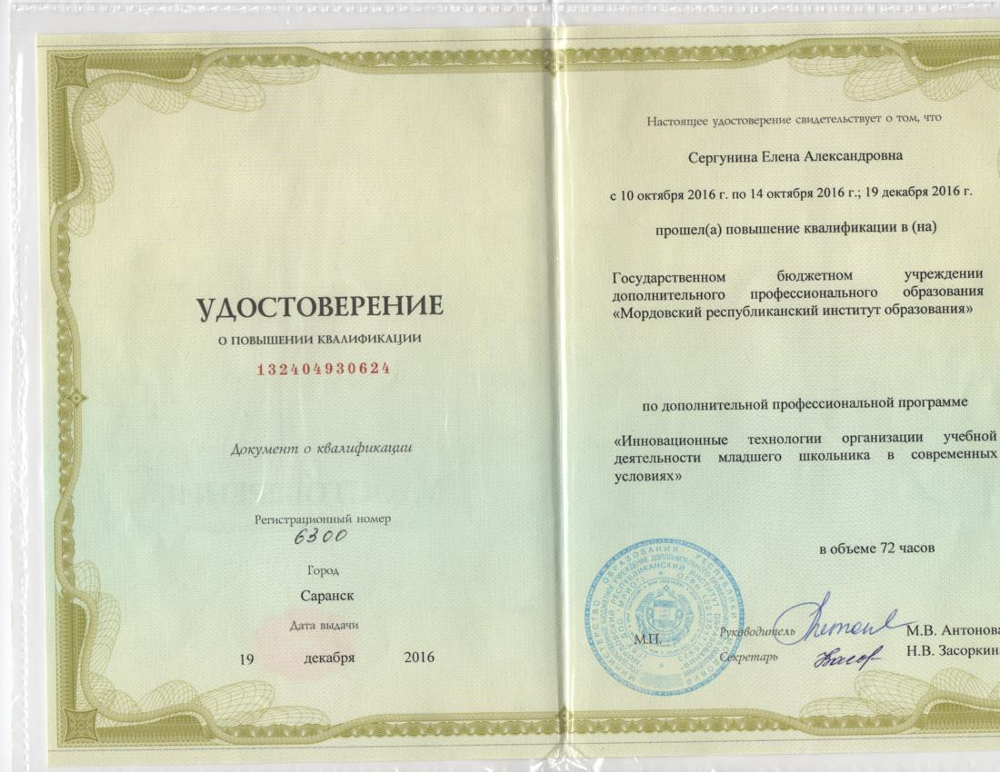 УДОСТОВЕРЕНИЕ
О ПОВЫШЕНИИ КВАЛИФИКАЦИИ
132404930624
Документ о квалификации
Регистрационный номер
6300
Город
Саранск
Дата выдачи
19 декабря 2016
Настоящее удостоверение свидетельствует о том, что
Сергунина Елена Александровна
с 10 октября 2016 г. по 14 октября 2016 г.; 19 декабря 2016 г.
прошел(а) повышение квалификации в (на)
Государственном бюджетном учреждении
дополнительного профессионального образования
«Мордовский республиканский институт образования»
по дополнительной профессиональной программе
«Инновационные технологии организации учебной
деятельности младшего школьника в современных
условиях»
в объеме 72 часов
М.П.
Руководитель М.В. Антонова
Секретарь Н.В. Засоркин